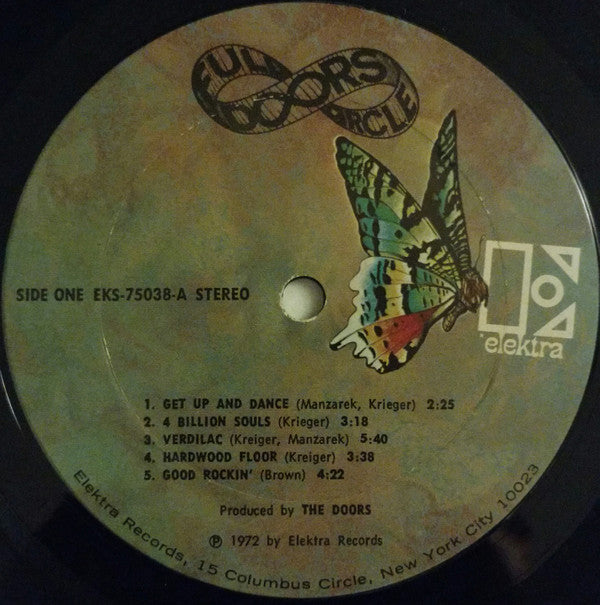 FULL
DOORS
CIRCLE
SIDE ONE EKS-75038-A STEREO
elektra
1. GET UP AND DANCE (Manzarek, Krieger) 2:25
2. 4 BILLION SOULS (Krieger) 3:18
3. VERDILAC (Kreiger, Manzarek) 5:40
4. HARDWOOD FLOOR (Kreiger) 3:38
5. GOOD ROCKIN' (Brown) 4:22
Produced by THE DOORS
℗ 1972 by Elektra Records
Elektra Records, 15 Columbus Circle, New York City 10023